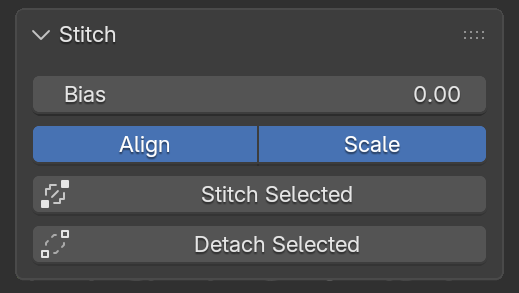 Stitch
Bias 0.00
Align Scale
Stitch Selected
Detach Selected